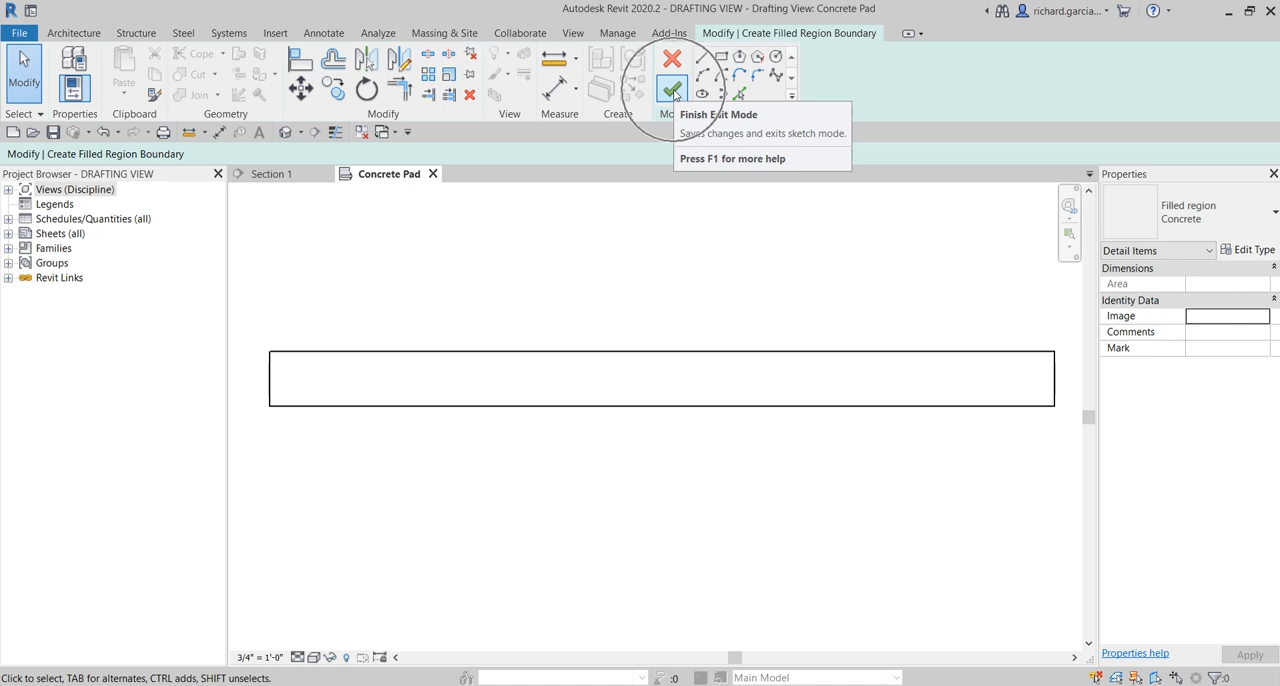 Autodesk Revit 2020.2 - DRAFTING VIEW - Drafting View: Concrete Pad
richard.garcia...
File Architecture Structure Steel Systems Insert Annotate Analyze Massing & Site Collaborate View Manage Add-Ins Modify | Create Filled Region Boundary
Modify
Paste
Cope
Cut
Join
Select Properties Clipboard Geometry Modify View Measure Create
Finish Edit Mode
Saves changes and exits sketch mode.
Press F1 for more help
Modify | Create Filled Region Boundary
Project Browser - DRAFTING VIEW
Views (Discipline)
Legends
Schedules/Quantities (all)
Sheets (all)
Families
Groups
Revit Links
Section 1
Concrete Pad
Properties
Filled region
Concrete
Detail Items
Edit Type
Dimensions
Area
Identity Data
Image
Comments
Mark
Properties help
Apply
3/4" = 1'-0"
Click to select, TAB for alternates, CTRL adds, SHIFT unselects.
:0
Main Model
:0